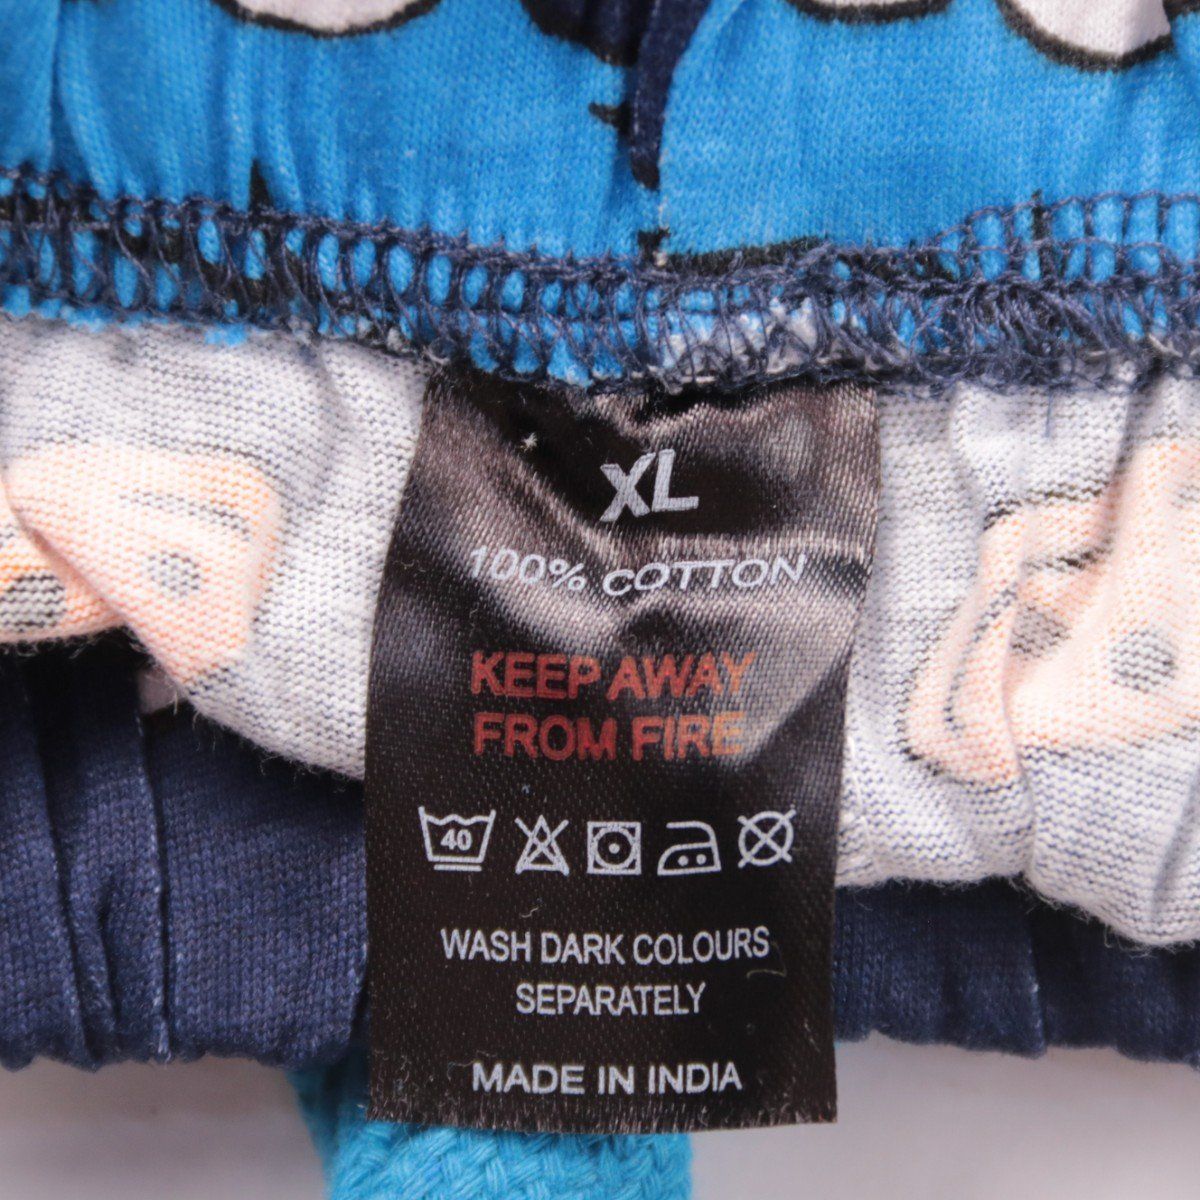 XL
100% COTTON
KEEP AWAY
FROM FIRE
40
WASH DARK COLOURS
SEPARATELY
MADE IN INDIA